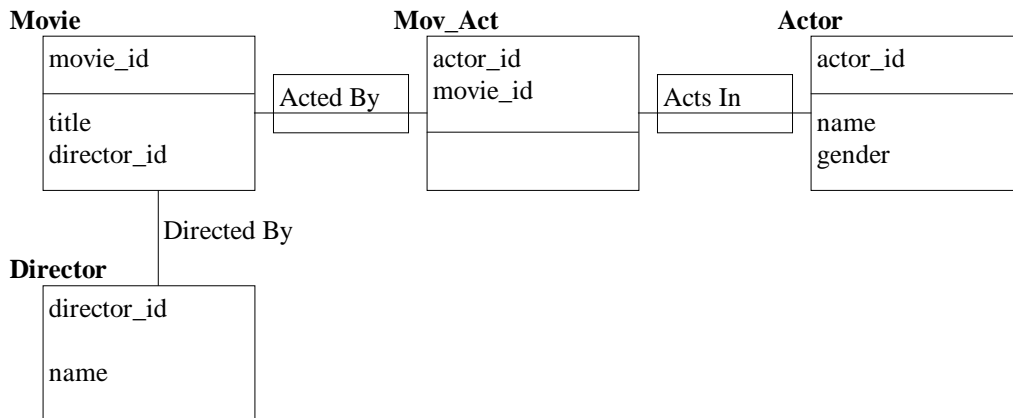 Movie
movie_id
title
director_id
Acted By
Mov_Act
actor_id
movie_id
Acts In
Actor
actor_id
name
gender
Directed By
Director
director_id
name